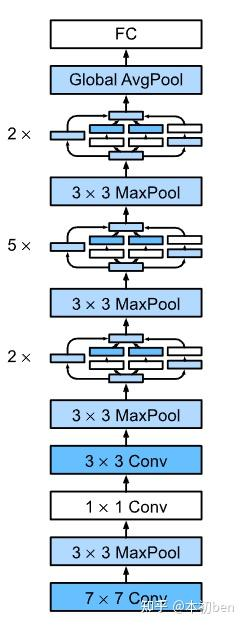 FC
Global AvgPool
2 ×
3 × 3 MaxPool
5 ×
3 × 3 MaxPool
2 ×
3 × 3 MaxPool
3 × 3 Conv
1 × 1 Conv
3 × 3 MaxPool
7 × 7 Conv
知乎 @本初ben